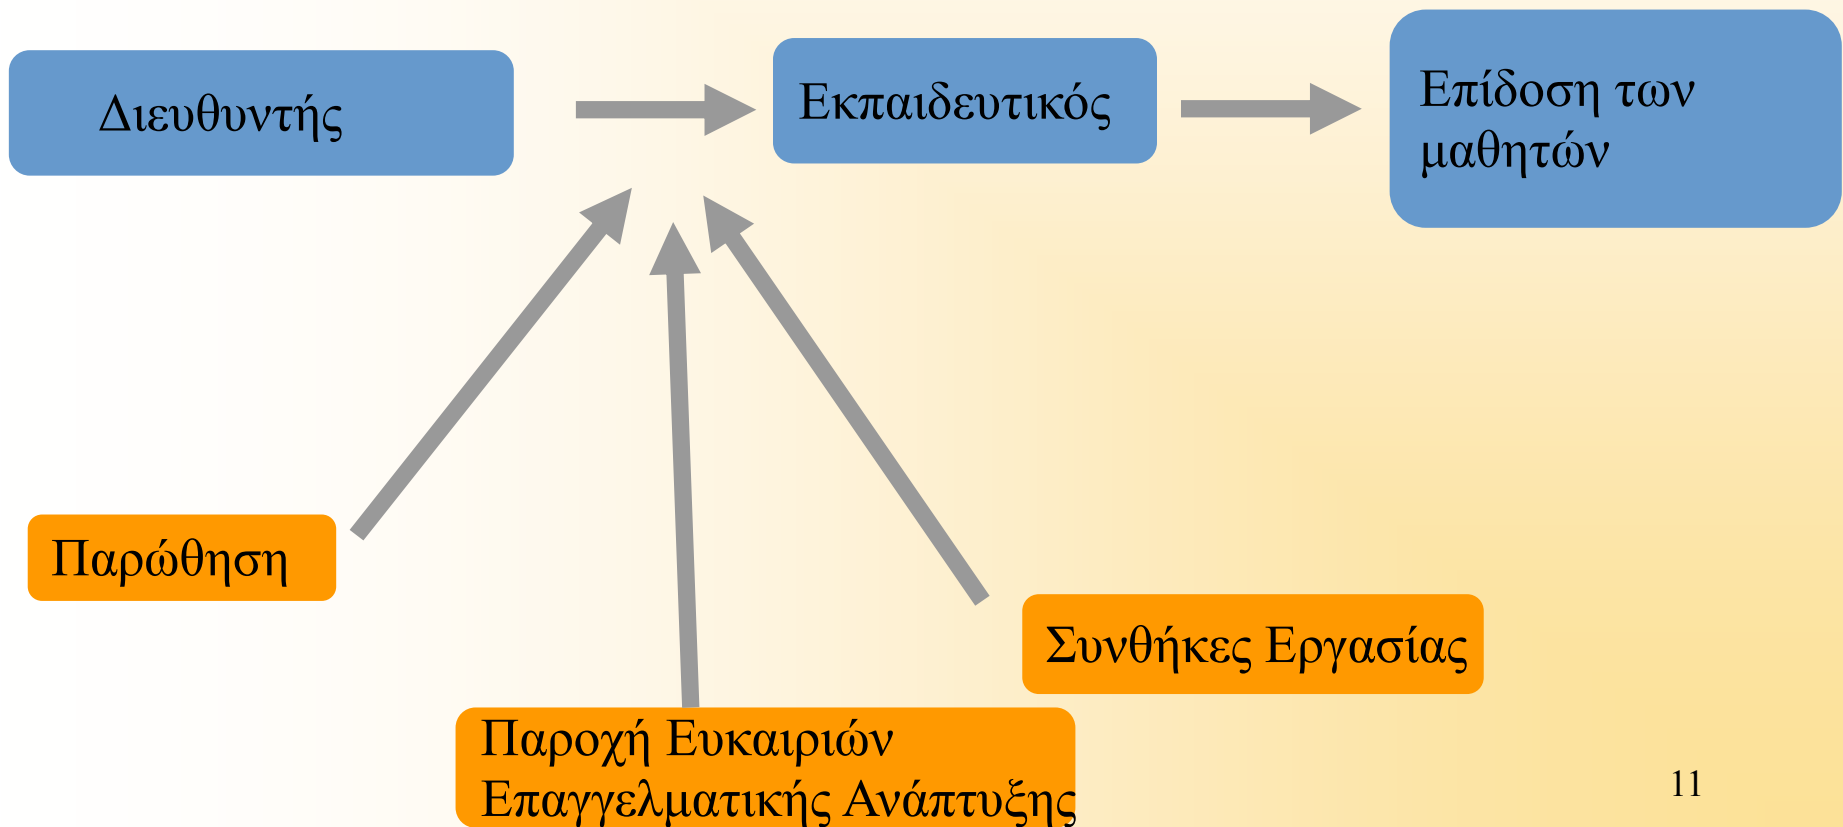 Διευθυντής
Εκπαιδευτικός
Επίδοση των
μαθητών
Παρώθηση
Συνθήκες Εργασίας
Παροχή Ευκαιριών
Επαγγελματικής Ανάπτυξης
11